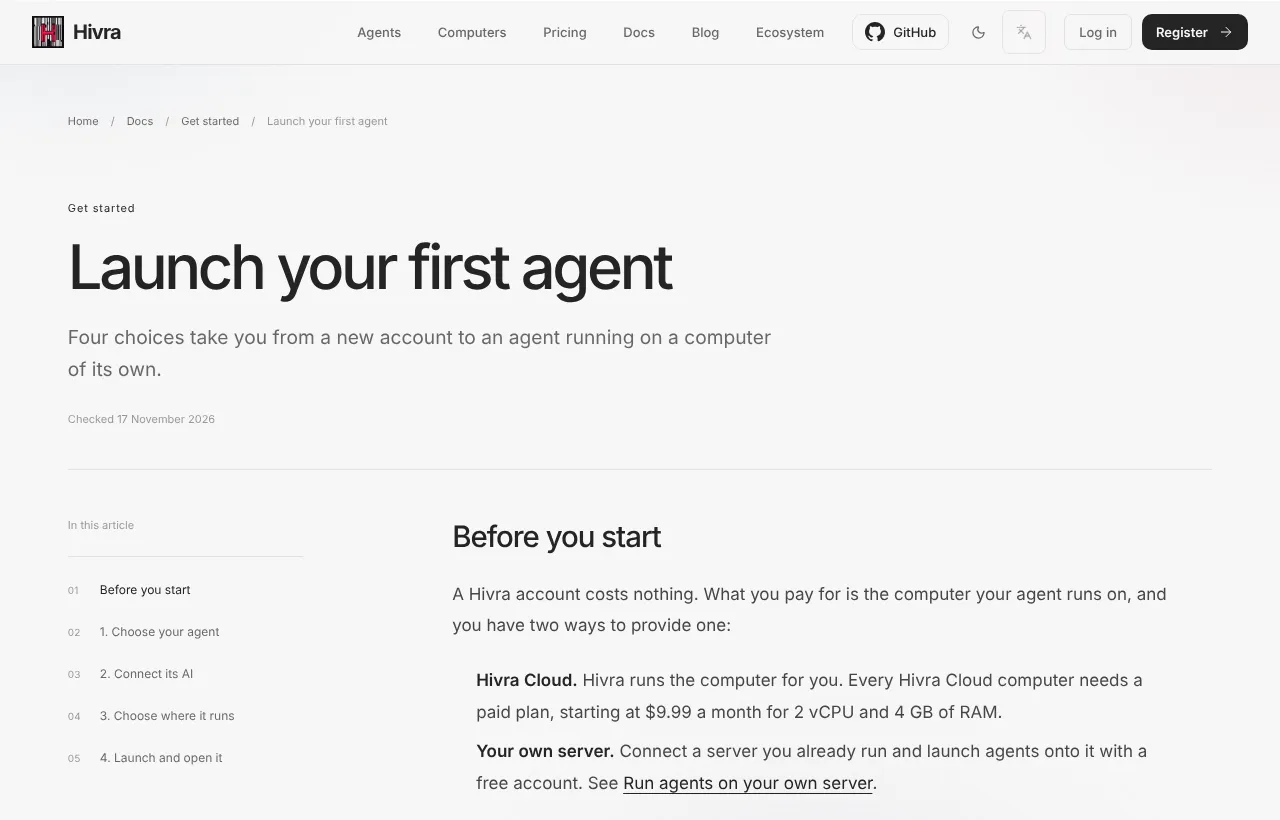 Hivra
Agents
Computers
Pricing
Docs
Blog
Ecosystem
GitHub
Log in
Register
Home / Docs / Get started / Launch your first agent
Get started
Launch your first agent
Four choices take you from a new account to an agent running on a computer
of its own.
Checked 17 November 2026
In this article
01 Before you start
02 1. Choose your agent
03 2. Connect its AI
04 3. Choose where it runs
05 4. Launch and open it
Before you start
A Hivra account costs nothing. What you pay for is the computer your agent runs on, and
you have two ways to provide one:
Hivra Cloud. Hivra runs the computer for you. Every Hivra Cloud computer needs a
paid plan, starting at $9.99 a month for 2 vCPU and 4 GB of RAM.
Your own server. Connect a server you already run and launch agents onto it with a
free account. See Run agents on your own server.